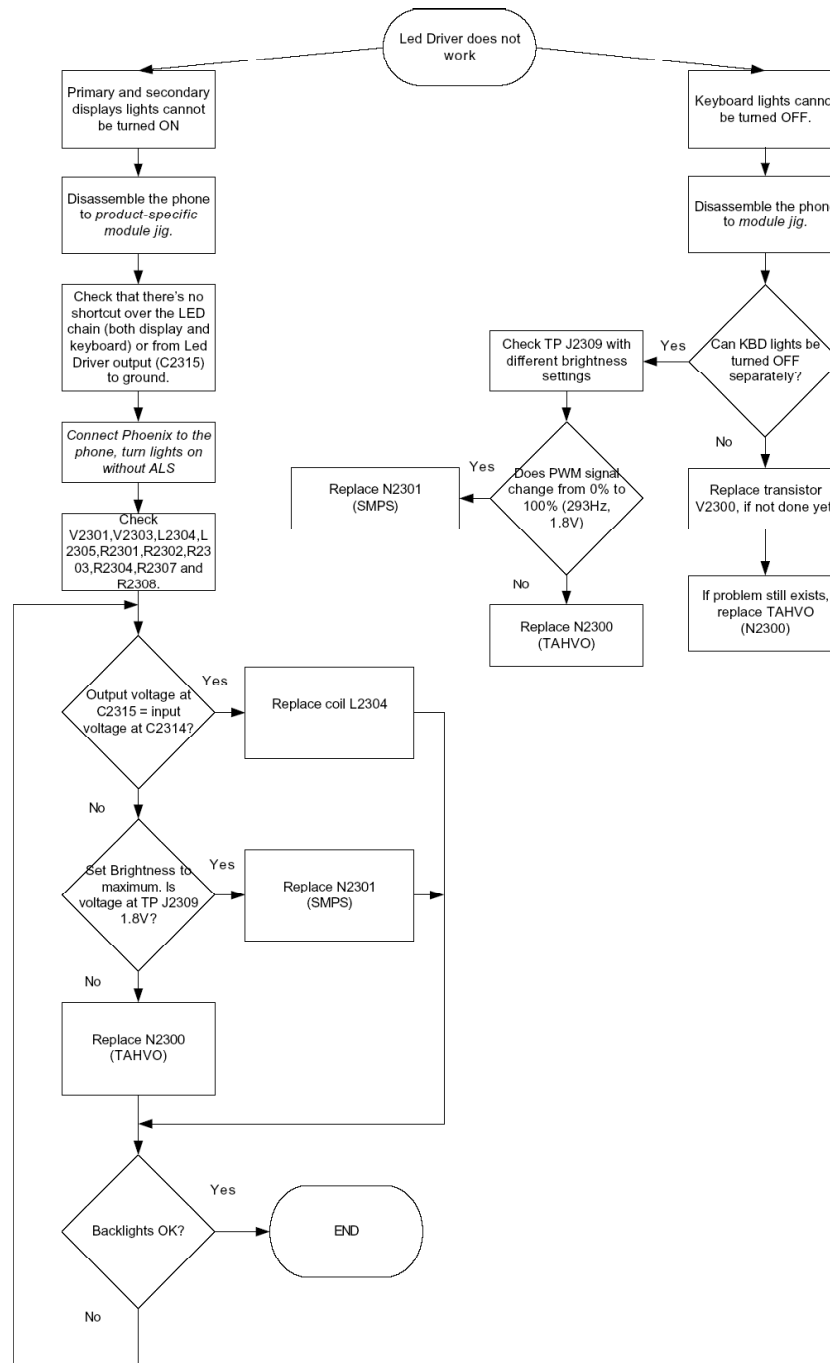 Led Driver does not
work
Primary and secondary
displays lights cannot
be turned ON
Disassemble the phone
to product-specific
module jig.
Check that there's no
shortcut over the LED
chain (both display and
keyboard) or from Led
Driver output (C2315)
to ground.
Connect Phoenix to the
phone, turn lights on
without ALS
Check
V2301,V2303,L2304,L
2305,R2301,R2302,R23
03,R2304,R2307 and
R2308.
Output voltage at
C2315 = input
voltage at C2314?
Yes
Replace coil L2304
No
Set Brightness to
maximum. Is
voltage at TP J2309
1.8V?
Yes
Replace N2301
(SMPS)
No
Replace N2300
(TAHVO)
Backlights OK?
Yes
END
No
Keyboard lights canno
be turned OFF.
Disassemble the phone
to module jig.
Can KBD lights be
turned OFF
separately?
Yes
Check TP J2309 with
different brightness
settings
Does PWM signal
change from 0% to
100% (293Hz,
1.8V)
Yes
Replace N2301
(SMPS)
No
Replace N2300
(TAHVO)
No
Replace transistor
V2300, if not done yet
If problem still exists,
replace TAHVO
(N2300)